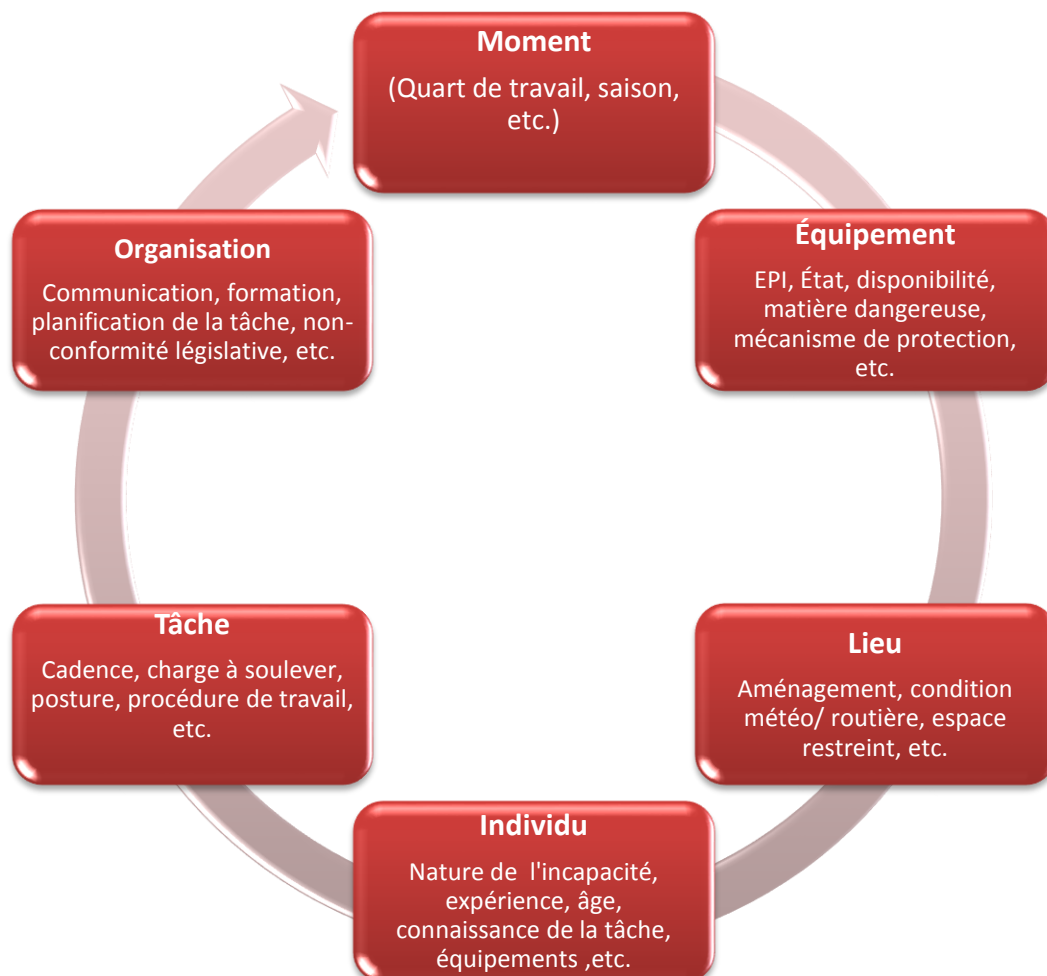 Moment
(Quart de travail, saison,
etc.)
Équipement
EPI, État, disponibilité,
matière dangereuse,
mécanisme de protection,
etc.
Lieu
Aménagement, condition
météo/ routière, espace
restreint, etc.
Individu
Nature de  l'incapacité,
expérience, âge,
connaissance de la tâche,
équipements ,etc.
Tâche
Cadence, charge à soulever,
posture, procédure de travail,
etc.
Organisation
Communication, formation,
planification de la tâche, non-
conformité législative, etc.